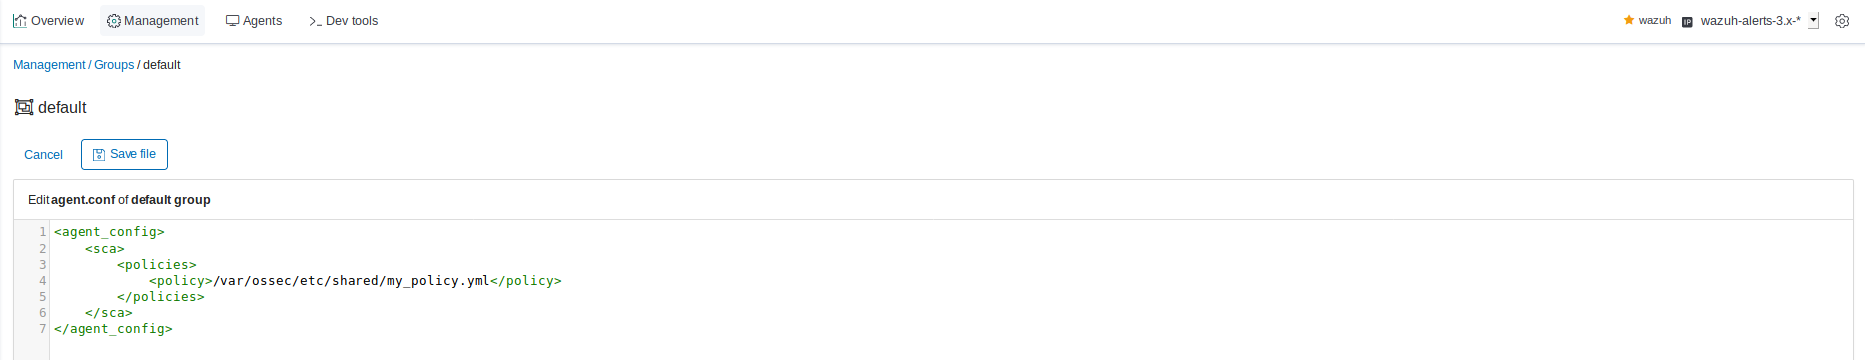 Overview Management Agents Dev tools wazuh IP wazuh-alerts-3.x-*
Management / Groups / default
default
Cancel Save file
Edit agent.conf of default group
1 <agent_config>
2     <sca>
3         <policies>
4             <policy>/var/ossec/etc/shared/my_policy.yml</policy>
5         </policies>
6     </sca>
7 </agent_config>